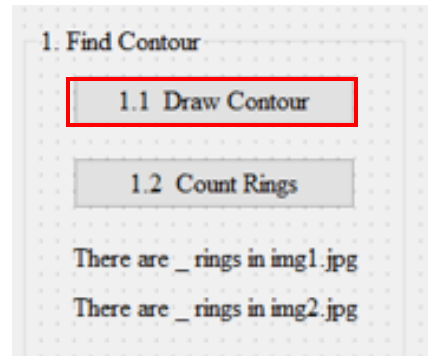 1. Find Contour
1.1 Draw Contour
1.2 Count Rings
There are _ rings in img1.jpg
There are _ rings in img2.jpg